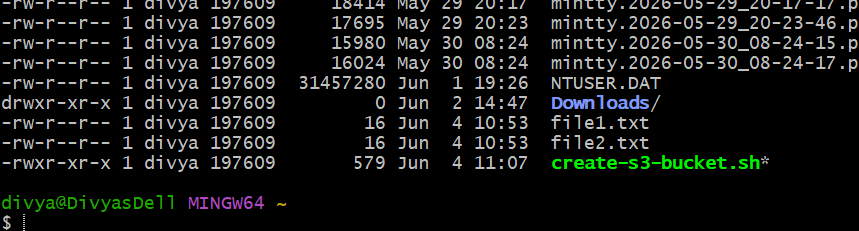 -rw-r--r-- 1 divya 197609    18414 May 29 20:17  mintty.2026-05-29_20-17-17.p
-rw-r--r-- 1 divya 197609    17695 May 29 20:23  mintty.2026-05-29_20-23-46.p
-rw-r--r-- 1 divya 197609    15980 May 30 08:24  mintty.2026-05-30_08-24-15.p
-rw-r--r-- 1 divya 197609    16024 May 30 08:24  mintty.2026-05-30_08-24-17.p
-rw-r--r-- 1 divya 197609 31457280 Jun  1 19:26  NTUSER.DAT
drwxr-xr-x 1 divya 197609        0 Jun  2 14:47  Downloads/
-rw-r--r-- 1 divya 197609       16 Jun  4 10:53  file1.txt
-rw-r--r-- 1 divya 197609       16 Jun  4 10:53  file2.txt
-rwxr-xr-x 1 divya 197609      579 Jun  4 11:07  create-s3-bucket.sh*
divya@DivyasDell MINGW64 ~
$